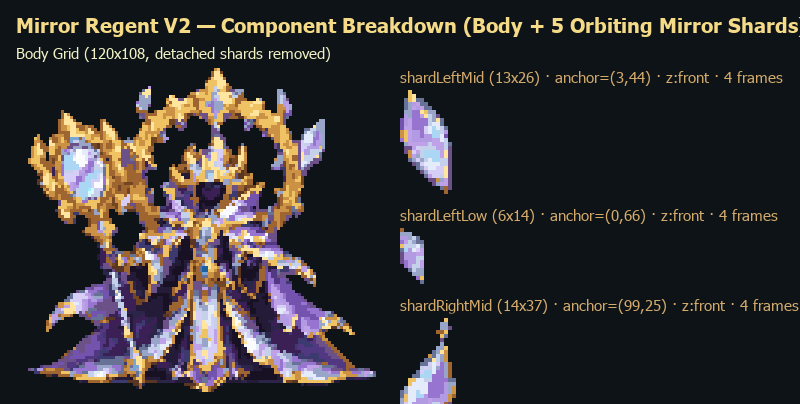 Mirror Regent V2 — Component Breakdown (Body + 5 Orbiting Mirror Shards)
Body Grid (120x108, detached shards removed)
shardLeftMid (13x26) · anchor=(3,44) · z:front · 4 frames
shardLeftLow (6x14) · anchor=(0,66) · z:front · 4 frames
shardRightMid (14x37) · anchor=(99,25) · z:front · 4 frames